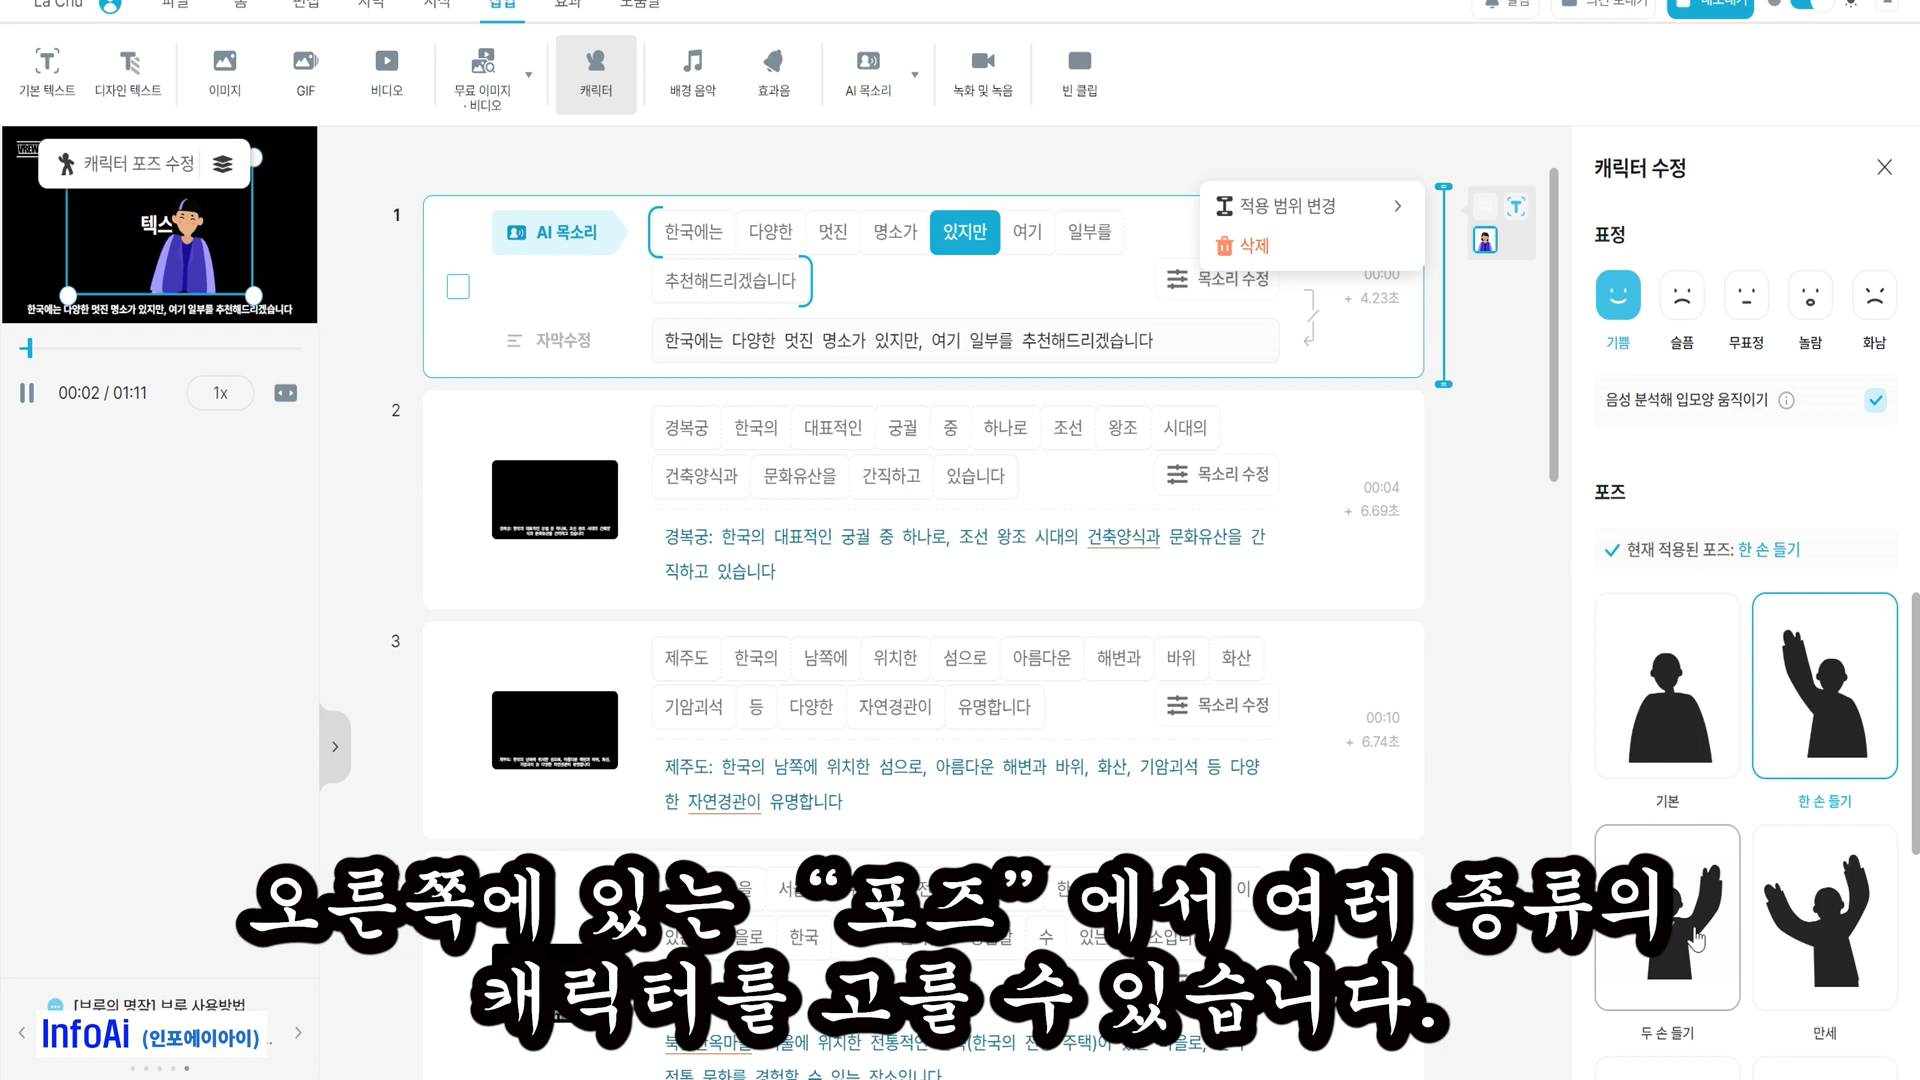 La Chu
기본 텍스트
디자인 텍스트
이미지
GIF
비디오
무료 이미지
· 비디오
캐릭터
배경 음악
효과음
AI 목소리
녹화 및 녹음
빈 클립
캐릭터 포즈 수정
텍스
한국에는 다양한 멋진 명소가 있지만, 여기 일부를 추천해드리겠습니다
00:02 / 01:11
1x
1
AI 목소리
한국에는 다양한 멋진 명소가 있지만 여기 일부를
추천해드리겠습니다
목소리 수정
00:00
+ 4.23초
자막수정
한국에는 다양한 멋진 명소가 있지만, 여기 일부를 추천해드리겠습니다
적용 범위 변경
삭제
2
경복궁 한국의 대표적인 궁궐 중 하나로 조선 왕조 시대의
건축양식과 문화유산을 간직하고 있습니다
목소리 수정
00:04
+ 6.69초
경복궁: 한국의 대표적인 궁궐 중 하나로, 조선 왕조 시대의 건축양식과 문화유산을 간
직하고 있습니다
3
제주도 한국의 남쪽에 위치한 섬으로 아름다운 해변과 바위 화산
기암괴석 등 다양한 자연경관이 유명합니다
목소리 수정
00:10
+ 6.74초
제주도: 한국의 남쪽에 위치한 섬으로, 아름다운 해변과 바위, 화산, 기암괴석 등 다양
한 자연경관이 유명합니다
캐릭터 수정
표정
기쁨
슬픔
무표정
놀람
화남
음성 분석해 입모양 움직이기
포즈
현재 적용된 포즈: 한 손 들기
기본
한 손 들기
두 손 들기
만세
오른쪽에 있는 “포즈” 에서 여러 종류의
캐릭터를 고를 수 있습니다.
[브루의 명작] 브루 사용방법
InfoAi (인포에이아이)